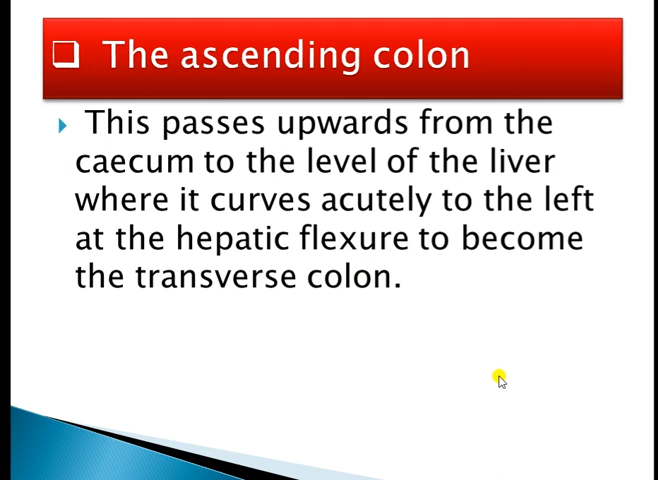 The ascending colon
This passes upwards from the
caecum to the level of the liver
where it curves acutely to the left
at the hepatic flexure to become
the transverse colon.